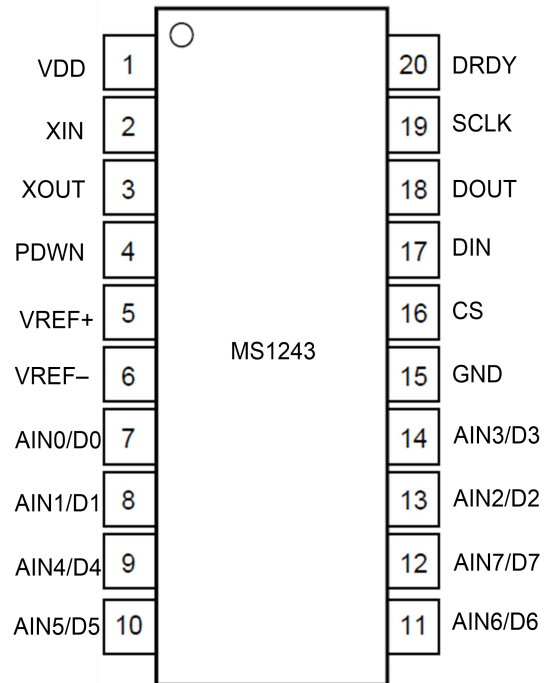 VDD 1 20 DRDY
XIN 2 19 SCLK
XOUT 3 18 DOUT
PDWN 4 17 DIN
VREF+ 5 16 CS
MS1243
VREF– 6 15 GND
AIN0/D0 7 14 AIN3/D3
AIN1/D1 8 13 AIN2/D2
AIN4/D4 9 12 AIN7/D7
AIN5/D5 10 11 AIN6/D6